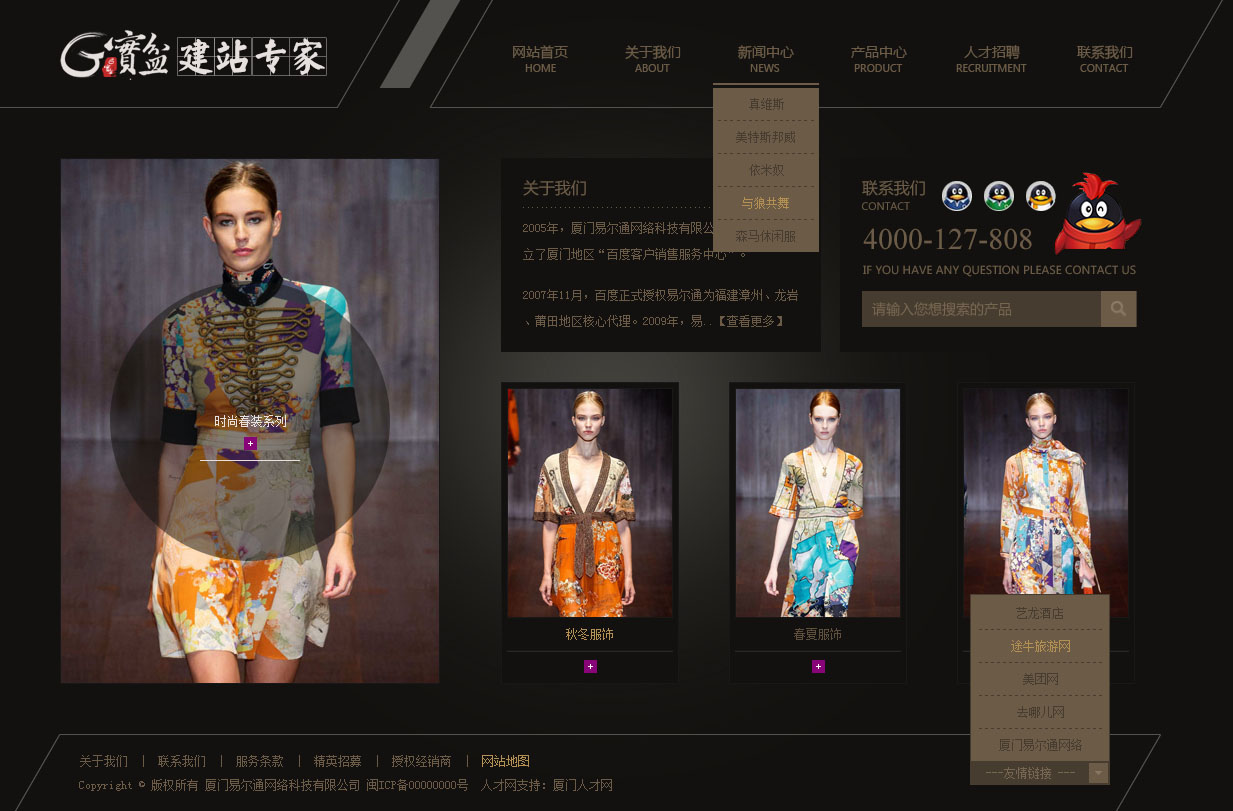 G寶盆 建站专家
网站首页 关于我们 新闻中心 产品中心 人才招聘 联系我们
HOME ABOUT NEWS PRODUCT RECRUITMENT CONTACT
真维斯
美特斯邦威
依米奴
与狼共舞
森马休闲服
关于我们
2005年，厦门易尔通网络科技有限公
立了厦门地区“百度客户销售服务中心”。
2007年11月，百度正式授权易尔通为福建漳州、龙岩
、莆田地区核心代理。2009年，易..【查看更多】
联系我们
CONTACT
4000-127-808
IF YOU HAVE ANY QUESTION PLEASE CONTACT US
请输入您想搜索的产品
时尚春装系列
+
秋冬服饰
+
春夏服饰
+
艺龙酒店
途牛旅游网
美团网
去哪儿网
厦门易尔通网络
---友情链接 ---
关于我们 | 联系我们 | 服务条款 | 精英招募 | 授权经销商 | 网站地图
Copyright © 版权所有 厦门易尔通网络科技有限公司 闽ICP备00000000号 人才网支持：厦门人才网